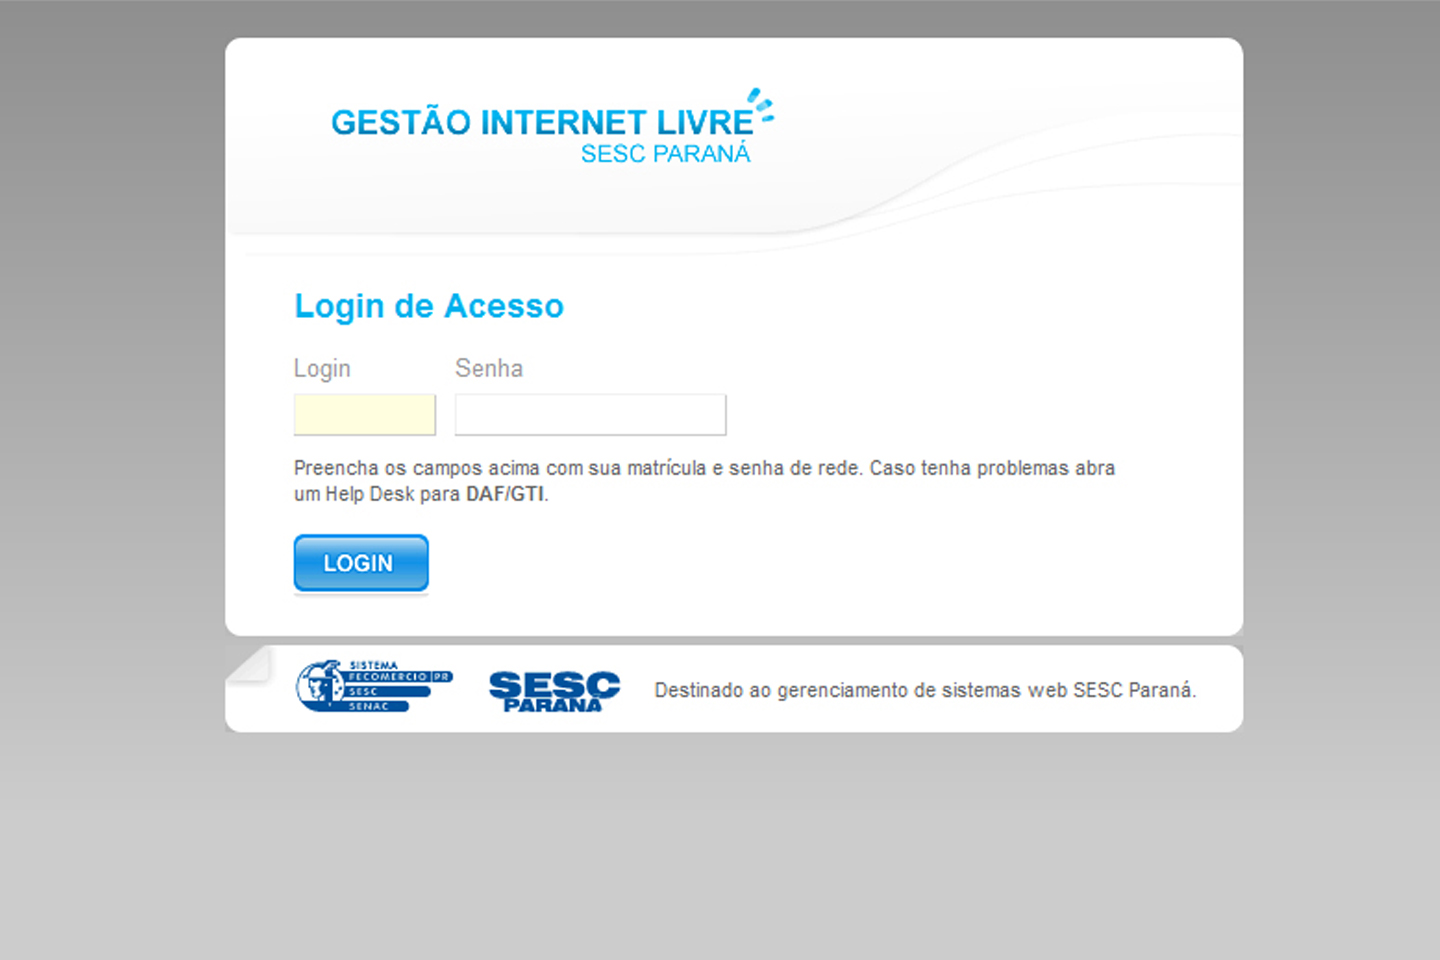 GESTÃO INTERNET LIVRE
SESC PARANÁ
Login de Acesso
Login Senha
Preencha os campos acima com sua matrícula e senha de rede. Caso tenha problemas abra
um Help Desk para DAF/GTI.
LOGIN
SISTEMA
FECOMERCIO PR
SESC
SENAC
SESC
PARANÁ
Destinado ao gerenciamento de sistemas web SESC Paraná.